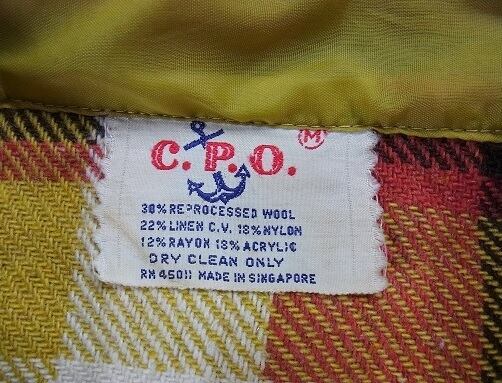 C.P.O. Ⓜ
30% REPROCESSED WOOL
22% LINEN C.V. 18% NYLON
12% RAYON 18% ACRYLIC
DRY CLEAN ONLY
RN 45011 MADE IN SINGAPORE